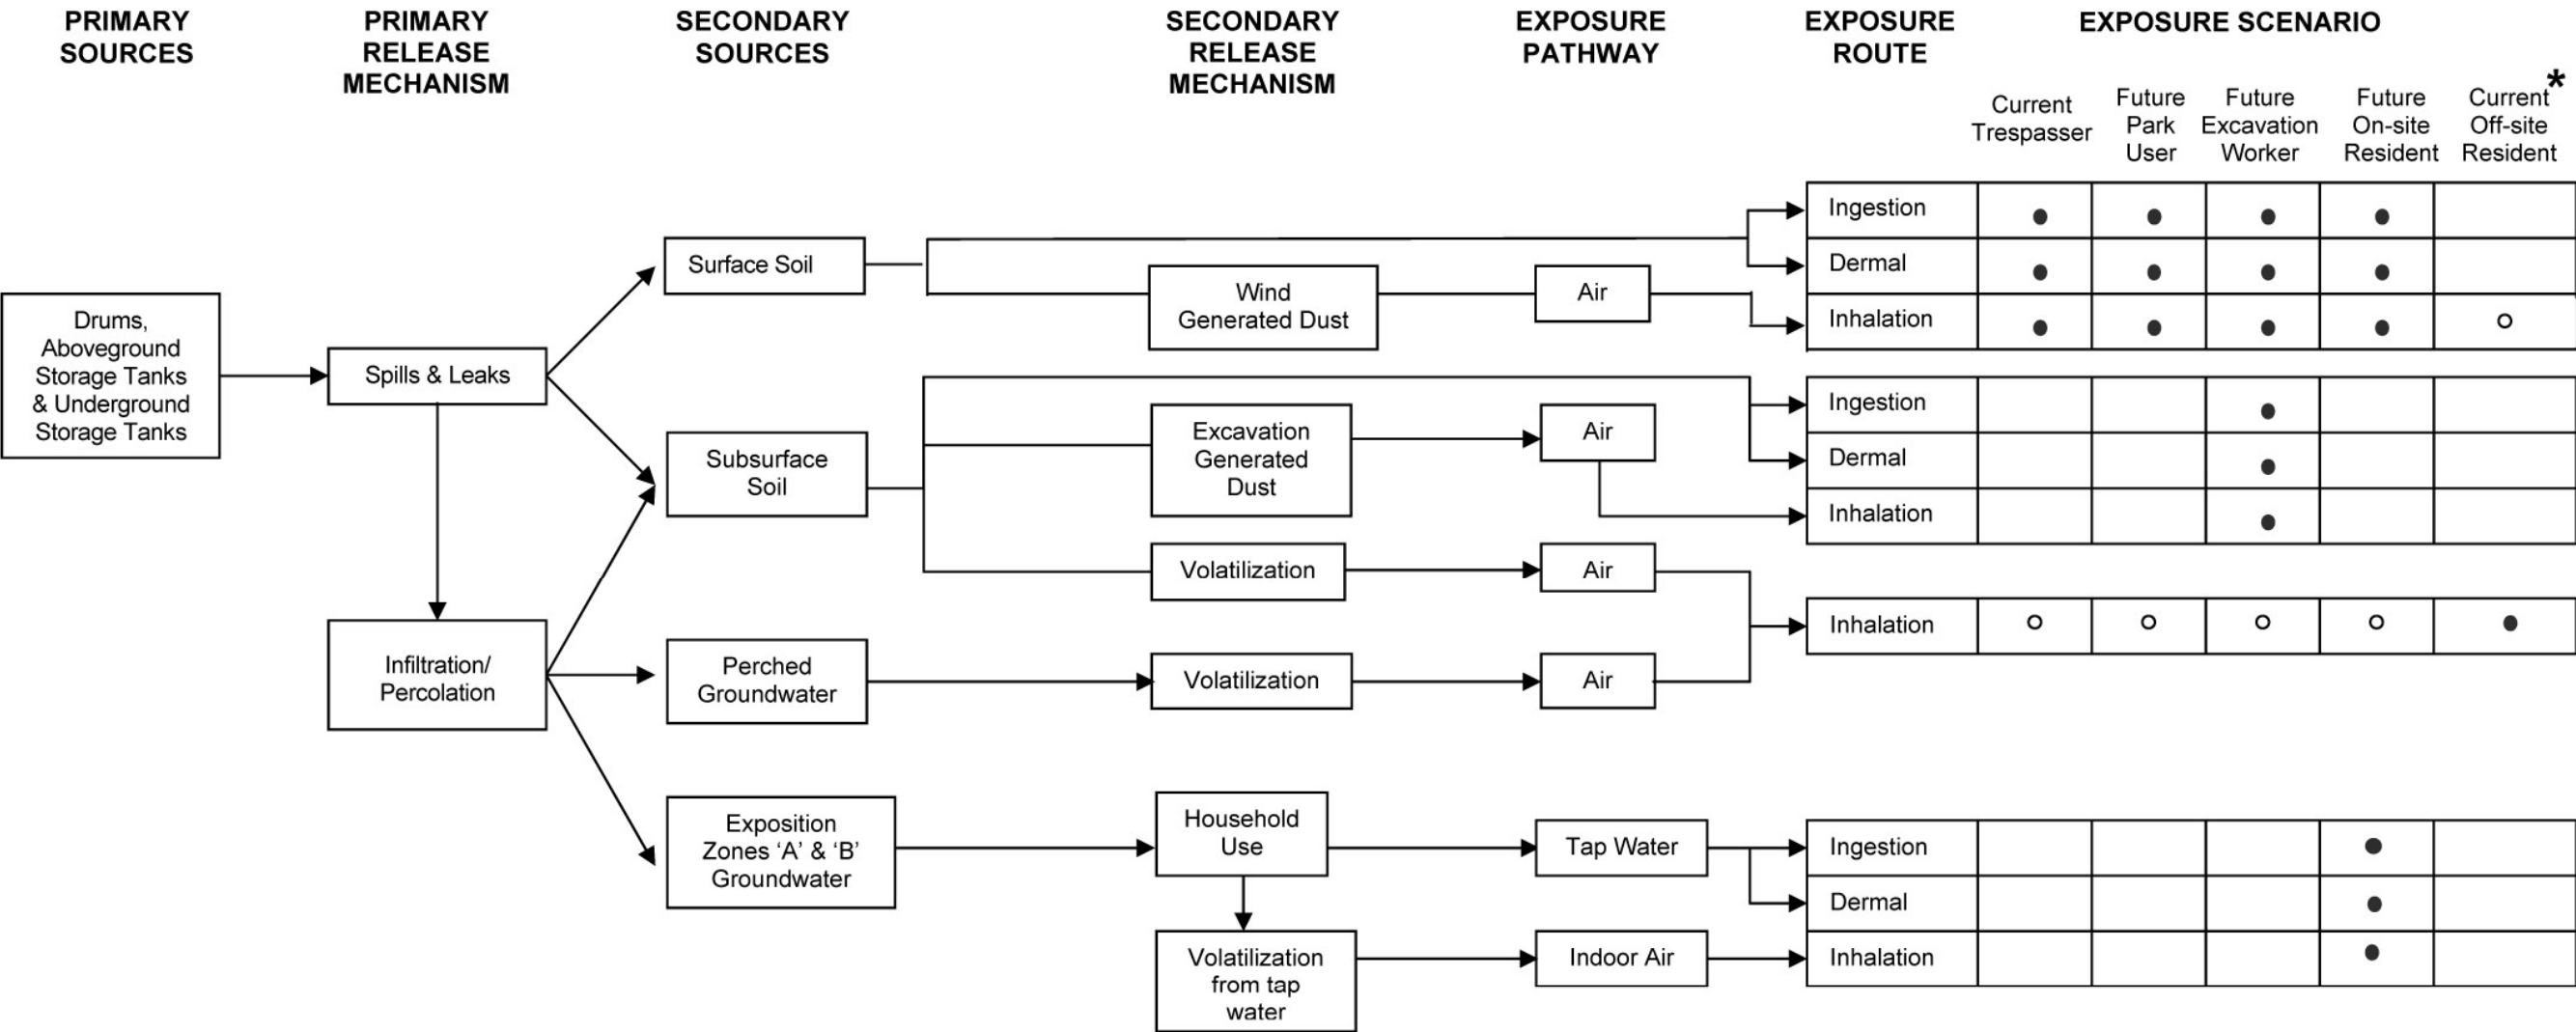 PRIMARY
SOURCES
PRIMARY
RELEASE
MECHANISM
SECONDARY
SOURCES
SECONDARY
RELEASE
MECHANISM
EXPOSURE
PATHWAY
EXPOSURE
ROUTE
EXPOSURE SCENARIO
Current
Trespasser
Future
Park
User
Future
Excavation
Worker
Future
On-site
Resident
Current*
Off-site
Resident
Drums,
Aboveground
Storage Tanks
& Underground
Storage Tanks
Spills & Leaks
Infiltration/
Percolation
Surface Soil
Wind
Generated Dust
Air
Ingestion
Dermal
Inhalation
Subsurface
Soil
Excavation
Generated
Dust
Air
Ingestion
Dermal
Inhalation
Volatilization
Air
Perched
Groundwater
Volatilization
Air
Inhalation
Exposition
Zones ‘A’ & ‘B’
Groundwater
Household
Use
Tap Water
Ingestion
Dermal
Volatilization
from tap
water
Indoor Air
Inhalation